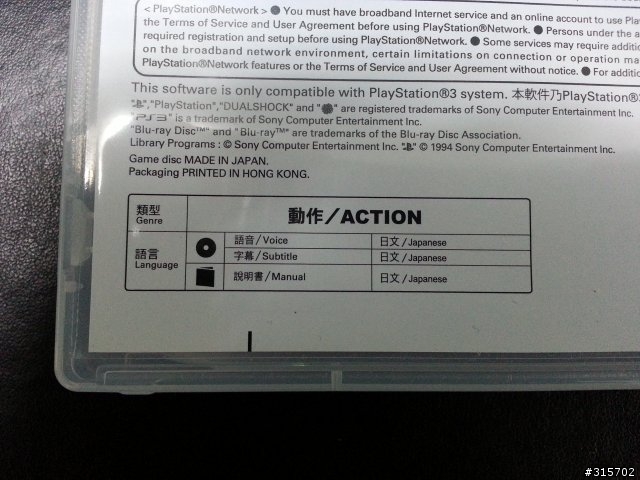 < PlayStation®Network > ● You must have broadband Internet service and an online account to use Play
the Terms of Service and User Agreement before using PlayStation®Network. ● Persons under the a
required registration and setup before using PlayStation®Network. ● Some services may require additio
on the broadband network environment, certain limitations on connection or operation ma
PlayStation®Network features or the Terms of Service and User Agreement without notice. ● For additio
This software is only compatible with PlayStation®3 system. 本軟件乃PlayStation®
"PlayStation", "DUALSHOCK" and " " are registered trademarks of Sony Computer Entertainment Inc.
"PS3" is a trademark of Sony Computer Entertainment Inc.
"Blu-ray Disc™" and "Blu-ray™" are trademarks of the Blu-ray Disc Association.
Library Programs : © Sony Computer Entertainment Inc. " " © 1994 Sony Computer Entertainment Inc.
Game disc MADE IN JAPAN.
Packaging PRINTED IN HONG KONG.
類型 動作/ACTION
Genre
語言 語音/Voice 日文/Japanese
Language 字幕/Subtitle 日文/Japanese
說明書/Manual 日文/Japanese
#315702